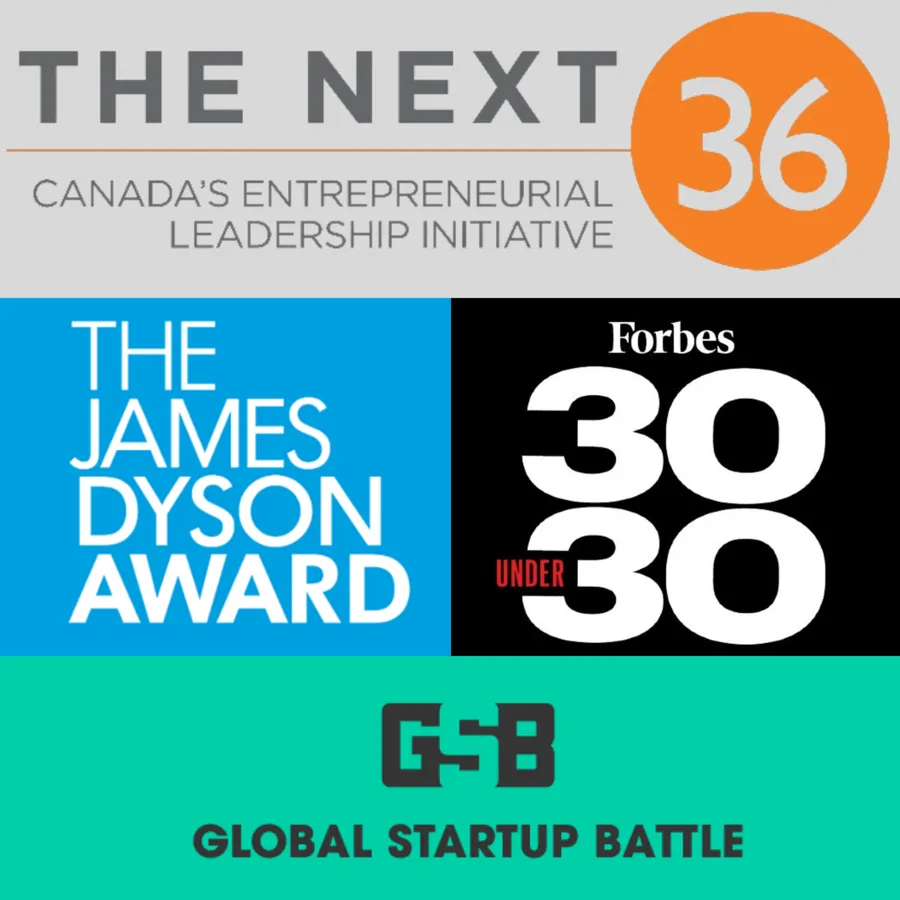 THE NEXT 36
CANADA'S ENTREPRENEURIAL
LEADERSHIP INITIATIVE
THE
JAMES
DYSON
AWARD
Forbes
30
UNDER 30
GSB
GLOBAL STARTUP BATTLE